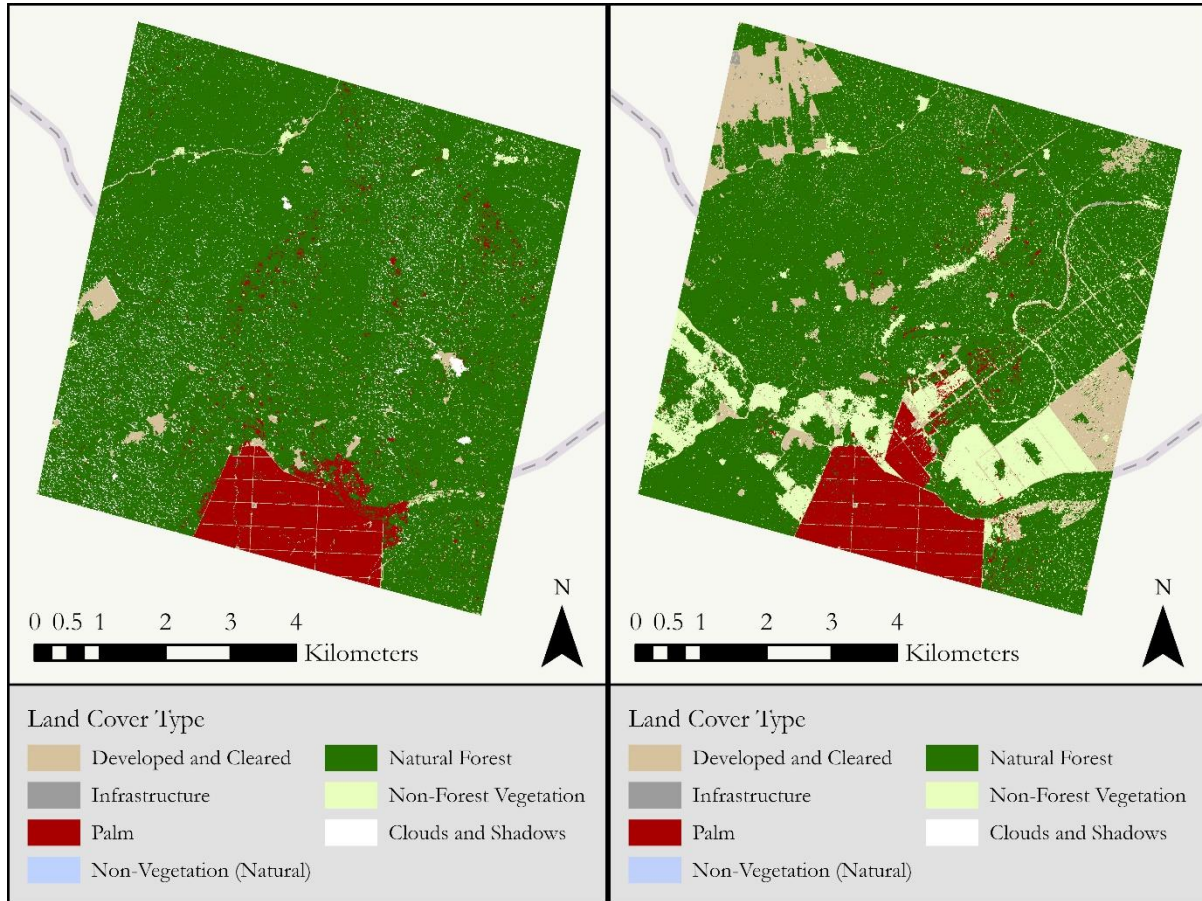 N
0 0.5 1 2 3 4
Kilometers
Land Cover Type
Developed and Cleared
Natural Forest
Infrastructure
Non-Forest Vegetation
Palm
Clouds and Shadows
Non-Vegetation (Natural)
N
0 0.5 1 2 3 4
Kilometers
Land Cover Type
Developed and Cleared
Natural Forest
Infrastructure
Non-Forest Vegetation
Palm
Clouds and Shadows
Non-Vegetation (Natural)